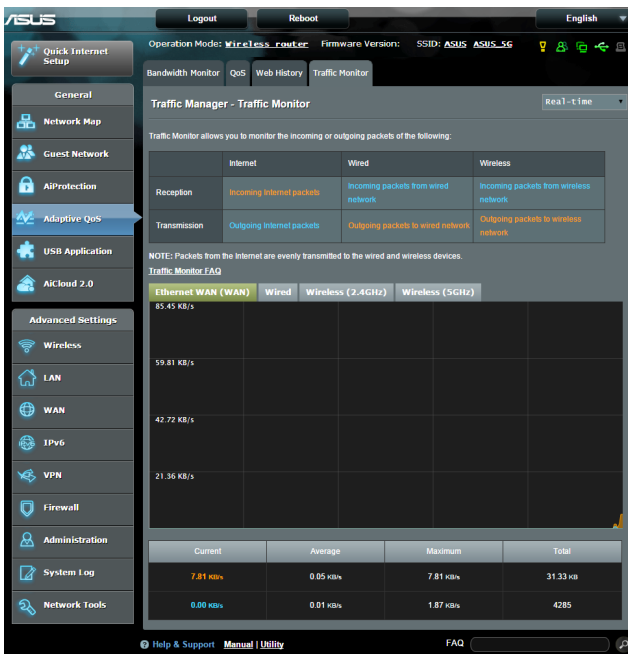 ASUS
Logout Reboot English
Quick Internet
Setup
Operation Mode: Wireless router Firmware Version: SSID: ASUS ASUS_5G
Bandwidth Monitor QoS Web History Traffic Monitor
General
Network Map
Guest Network
AiProtection
Adaptive QoS
USB Application
AiCloud 2.0
Advanced Settings
Wireless
LAN
WAN
IPv6
VPN
Firewall
Administration
System Log
Network Tools
Traffic Manager - Traffic Monitor Real-time
Traffic Monitor allows you to monitor the incoming or outgoing packets of the following:
Internet Wired Wireless
Reception Incoming Internet packets Incoming packets from wired network Incoming packets from wireless network
Transmission Outgoing Internet packets Outgoing packets to wired network Outgoing packets to wireless network
NOTE: Packets from the Internet are evenly transmitted to the wired and wireless devices.
Traffic Monitor FAQ
Ethernet WAN (WAN) Wired Wireless (2.4GHz) Wireless (5GHz)
85.45 KB/s
59.81 KB/s
42.72 KB/s
21.36 KB/s
Current Average Maximum Total
7.81 KB/s 0.05 KB/s 7.81 KB/s 31.33 KB
0.00 KB/s 0.01 KB/s 1.87 KB/s 4285
Help & Support Manual | Utility FAQ